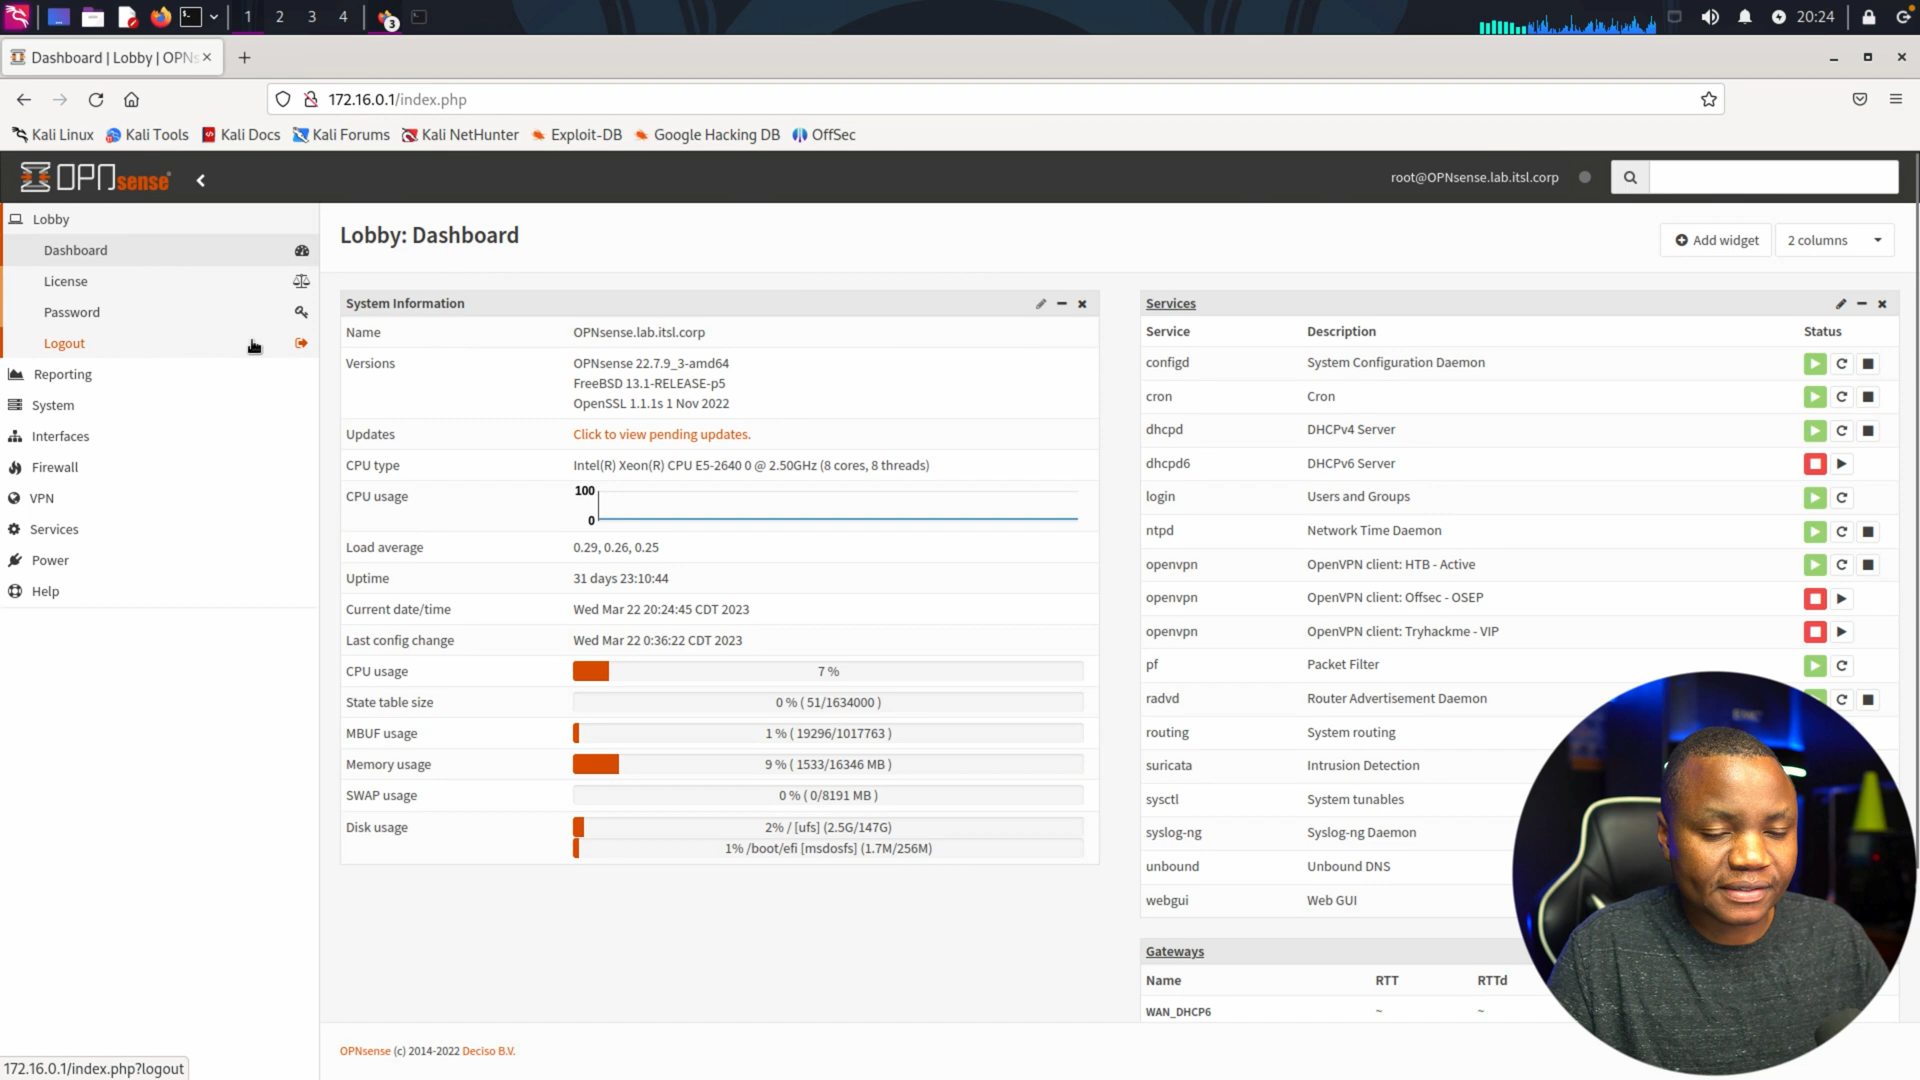 1 2 3 4 3 20:24
Dashboard | Lobby | OPNs
172.16.0.1/index.php
Kali Linux Kali Tools Kali Docs Kali Forums Kali NetHunter Exploit-DB Google Hacking DB OffSec
OPNsense root@OPNsense.lab.itsl.corp
Lobby
Dashboard
License
Password
Logout
Reporting
System
Interfaces
Firewall
VPN
Services
Power
Help
Lobby: Dashboard
Add widget 2 columns
System Information
Name OPNsense.lab.itsl.corp
Versions OPNsense 22.7.9_3-amd64
FreeBSD 13.1-RELEASE-p5
OpenSSL 1.1.1s 1 Nov 2022
Updates Click to view pending updates.
CPU type Intel(R) Xeon(R) CPU E5-2640 0 @ 2.50GHz (8 cores, 8 threads)
CPU usage 100
0
Load average 0.29, 0.26, 0.25
Uptime 31 days 23:10:44
Current date/time Wed Mar 22 20:24:45 CDT 2023
Last config change Wed Mar 22 0:36:22 CDT 2023
CPU usage 7 %
State table size 0 % ( 51/1634000 )
MBUF usage 1 % ( 19296/1017763 )
Memory usage 9 % ( 1533/16346 MB )
SWAP usage 0 % ( 0/8191 MB )
Disk usage 2% / [ufs] (2.5G/147G)
1% /boot/efi [msdosfs] (1.7M/256M)
Services
Service Description Status
configd System Configuration Daemon
cron Cron
dhcpd DHCPv4 Server
dhcpd6 DHCPv6 Server
login Users and Groups
ntpd Network Time Daemon
openvpn OpenVPN client: HTB - Active
openvpn OpenVPN client: Offsec - OSEP
openvpn OpenVPN client: Tryhackme - VIP
pf Packet Filter
radvd Router Advertisement Daemon
routing System routing
suricata Intrusion Detection
sysctl System tunables
syslog-ng Syslog-ng Daemon
unbound Unbound DNS
webgui Web GUI
Gateways
Name RTT RTTd
WAN_DHCP6 ~ ~
OPNsense (c) 2014-2022 Deciso B.V.
172.16.0.1/index.php?logout